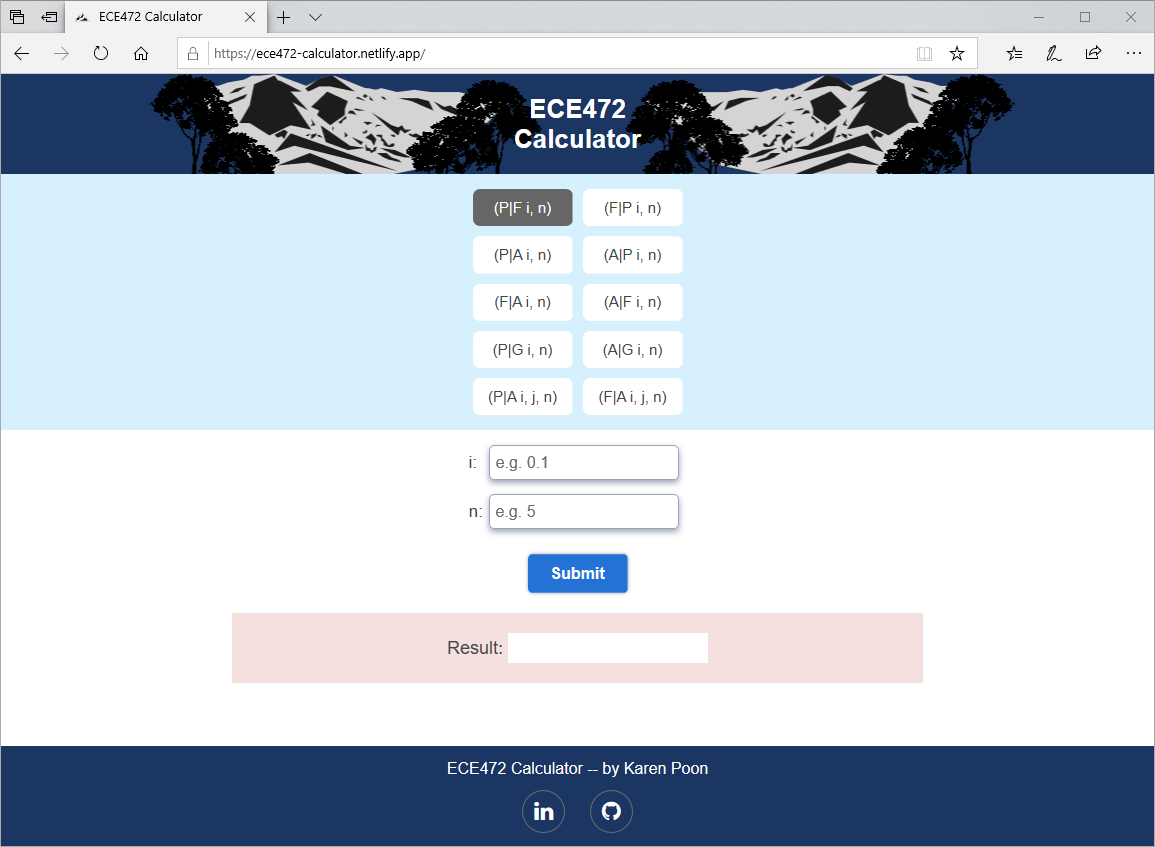 ECE472 Calculator
https://ece472-calculator.netlify.app/
ECE472
Calculator
(P|F i, n) (F|P i, n)
(P|A i, n) (A|P i, n)
(F|A i, n) (A|F i, n)
(P|G i, n) (A|G i, n)
(P|A i, j, n) (F|A i, j, n)
i: e.g. 0.1
n: e.g. 5
Submit
Result:
ECE472 Calculator -- by Karen Poon
in